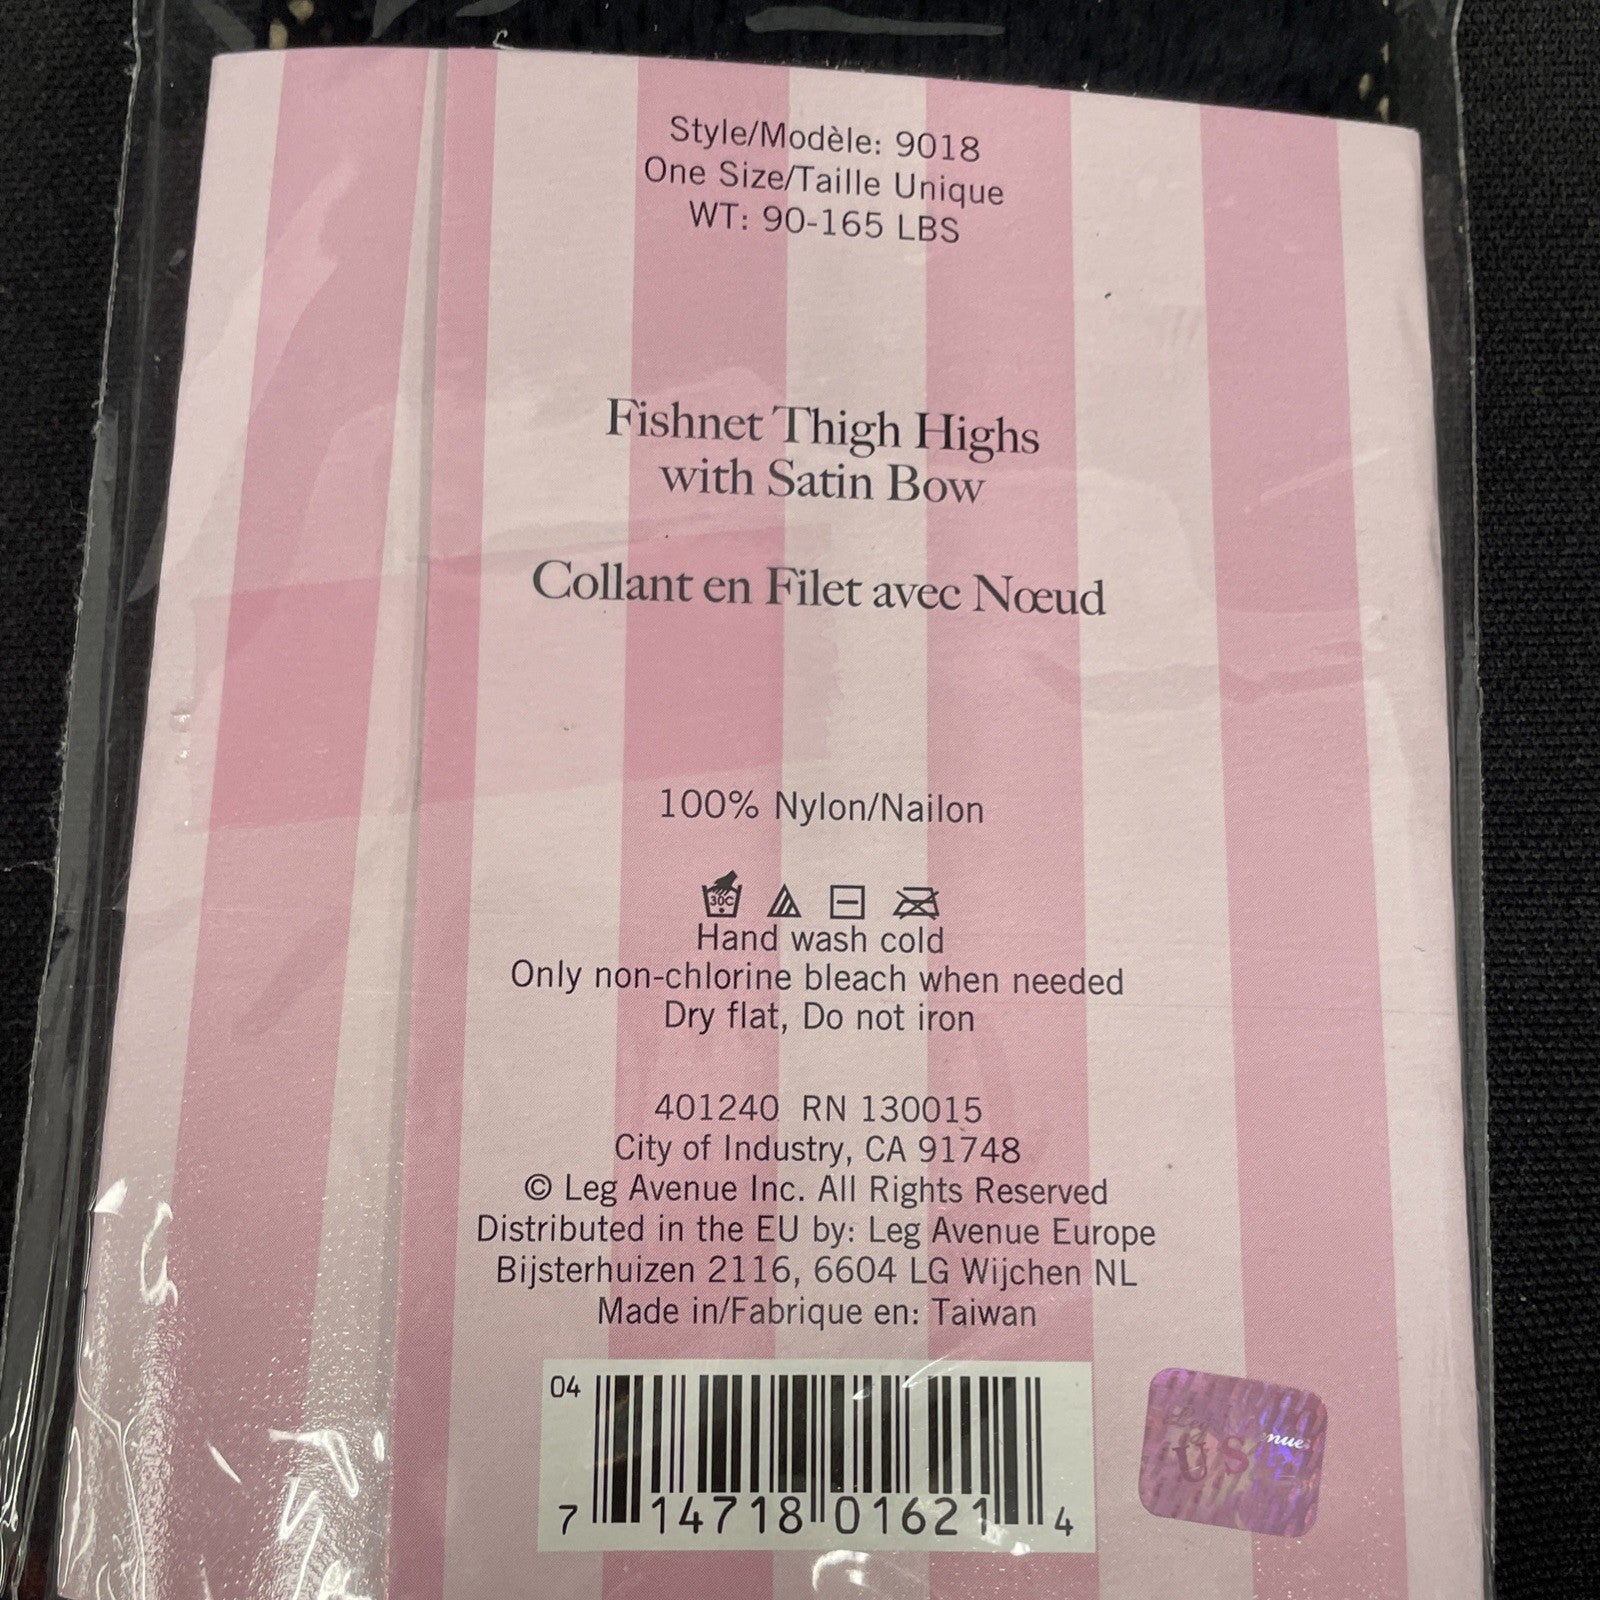 Style/Modèle: 9018
One Size/Taille Unique
WT: 90-165 LBS
Fishnet Thigh Highs
with Satin Bow
Collant en Filet avec Nœud
100% Nylon/Nailon
30C
Hand wash cold
Only non-chlorine bleach when needed
Dry flat, Do not iron
401240 RN 130015
City of Industry, CA 91748
© Leg Avenue Inc. All Rights Reserved
Distributed in the EU by: Leg Avenue Europe
Bijsterhuizen 2116, 6604 LG Wijchen NL
Made in/Fabrique en: Taiwan
04
7 14718 01621 4
US